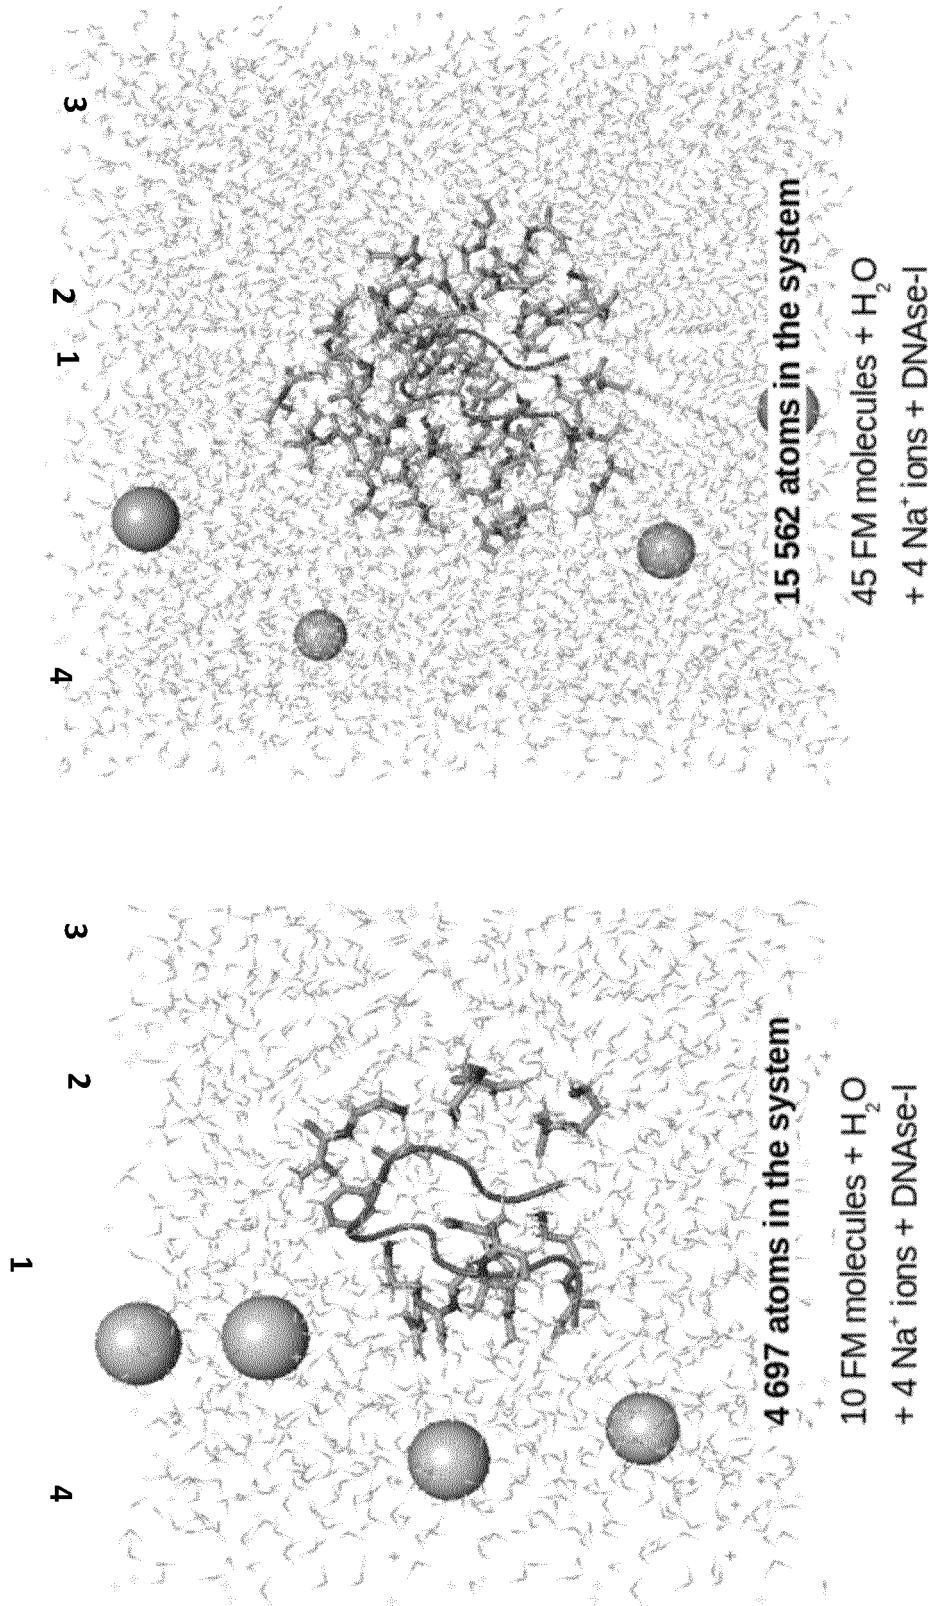 4 1 2 3
4 697 atoms in the system
10 FM molecules + H₂O
+ 4 Na⁺ ions + DNAse-I
4 1 2 3
15 562 atoms in the system
45 FM molecules + H₂O
+ 4 Na⁺ ions + DNAse-I